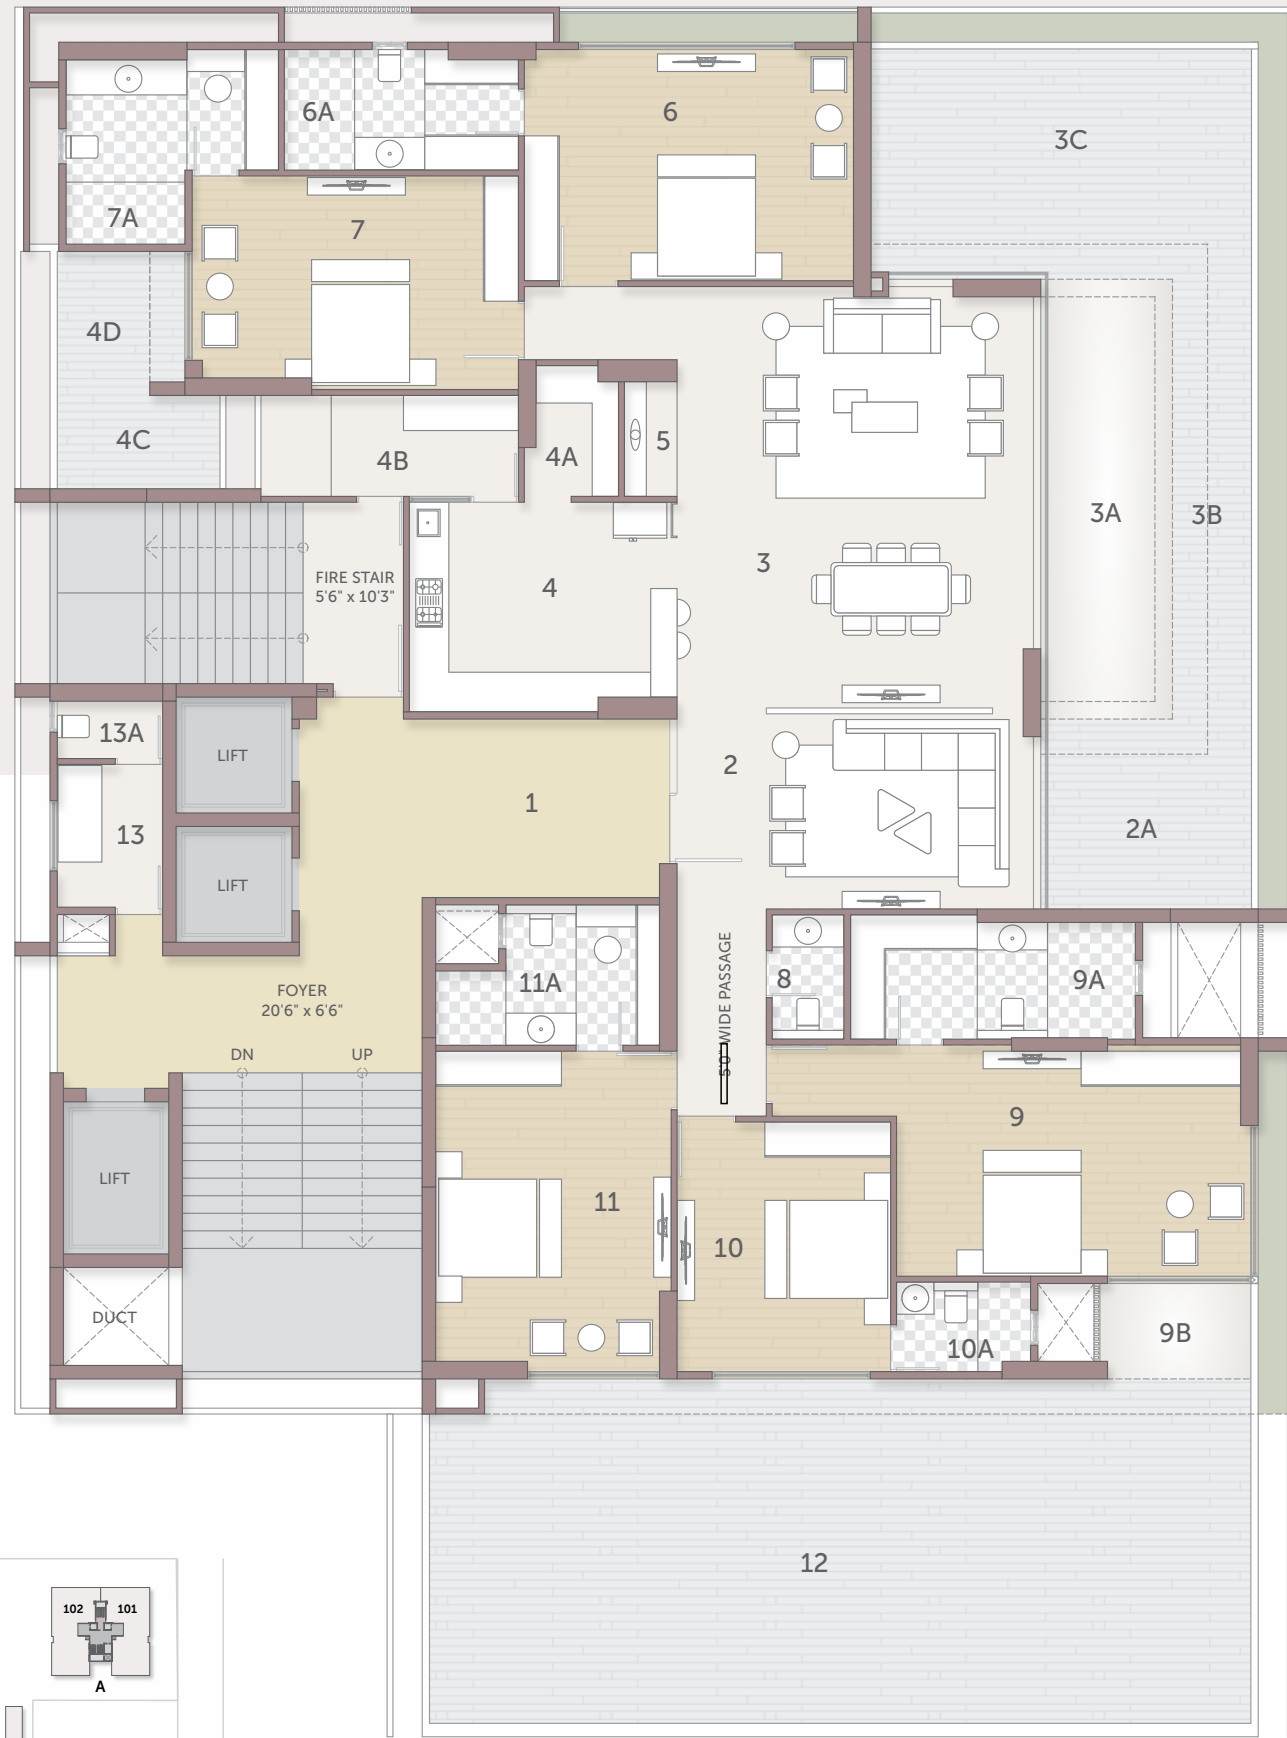 6A
6
3C
7A
7
4D
4C
4B
4A
5
3A
3B
FIRE STAIR
5'6" x 10'3"
4
3
13A
LIFT
2
1
2A
13
LIFT
11A
5'0" WIDE PASSAGE
8
9A
FOYER
20'6" x 6'6"
DN
UP
9
LIFT
11
10
DUCT
10A
9B
12
102
101
A